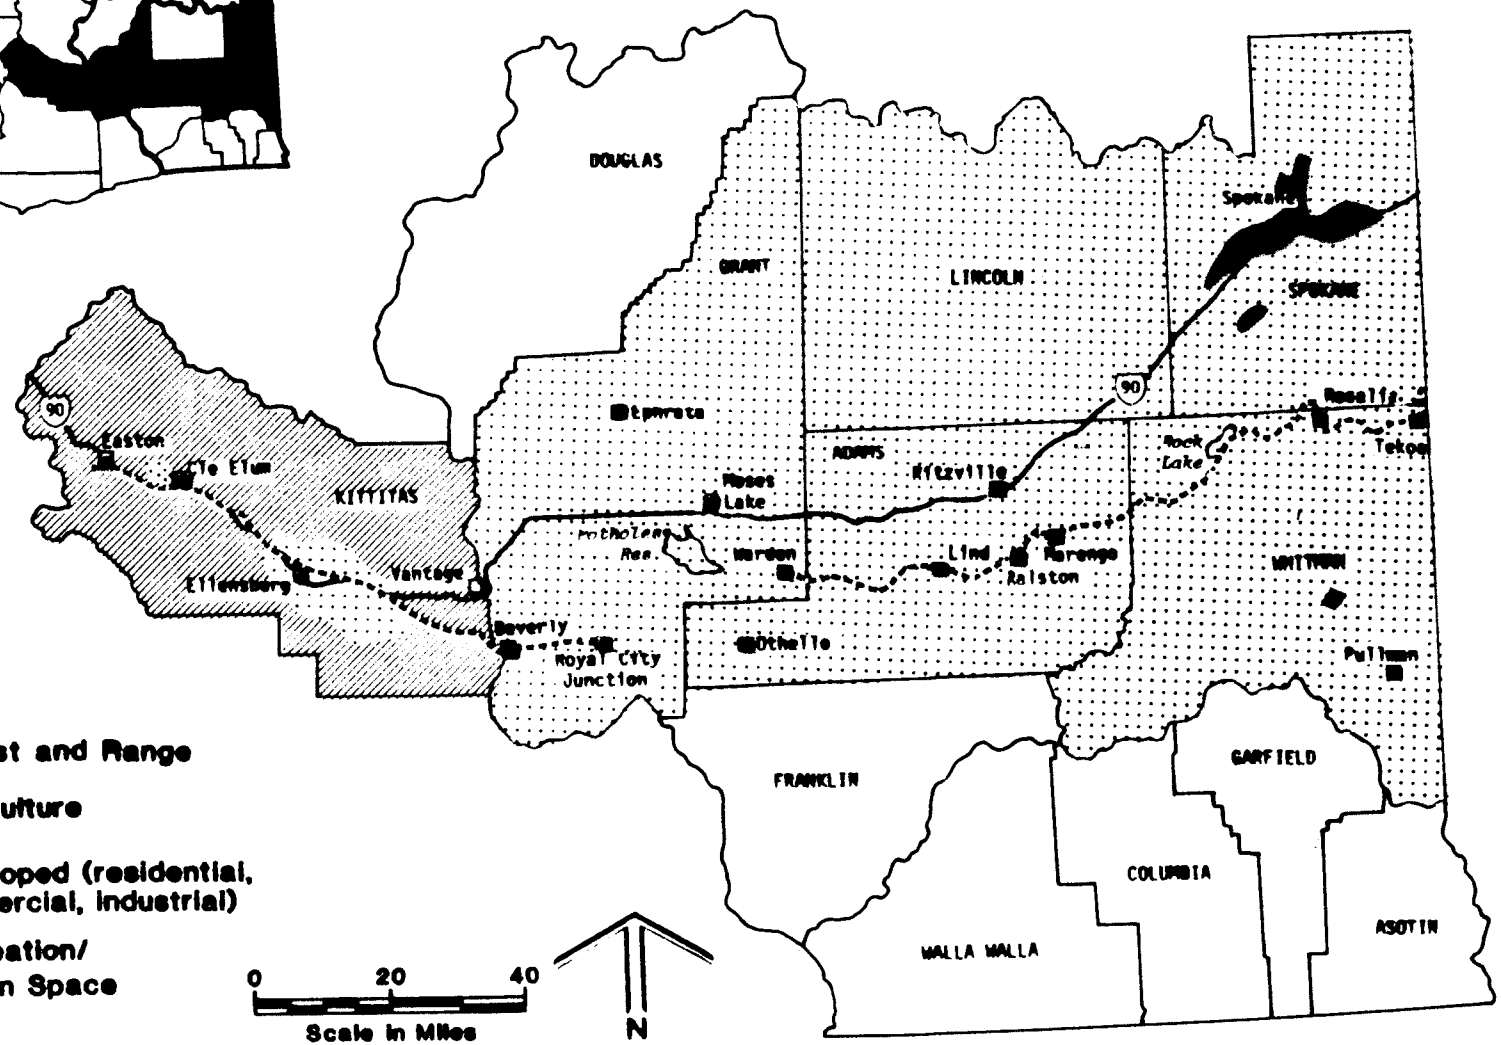 DOUGLAS
Spokane
GRANT
LINCOLN
SPOKANE
90
90
Rosalia
Easton
ADAMS
Rock
Lake
Tekoa
Cle Elum
KITTITAS
Ritzville
Moses
Lake
Potholes
Res.
Warden
Lind
Marengo
Ralston
WHITMAN
Ellensburg
Vantage
Beverly
Othello
Royal City
Junction
Pullman
st and Range
FRANKLIN
GARFIELD
ulture
oped (residential,
ercial, industrial)
COLUMBIA
ASOTIN
eation/
n Space
WALLA WALLA
0 20 40
Scale in Miles
N